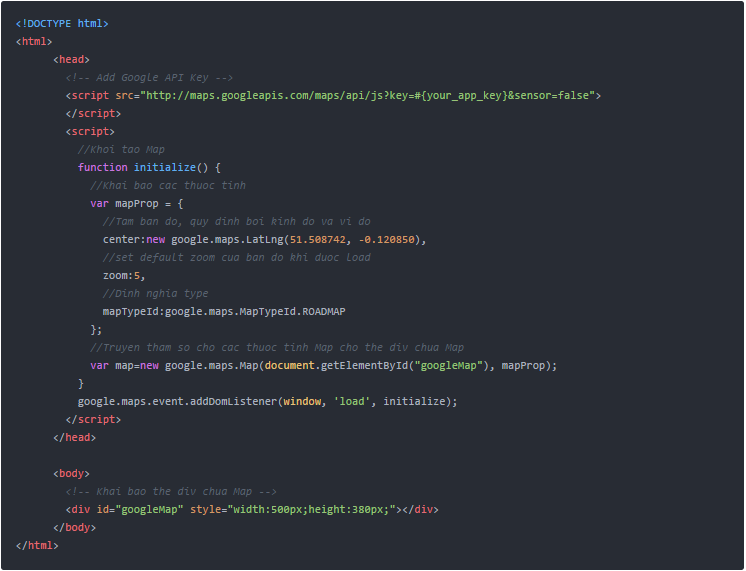 <!DOCTYPE html>
<html>
<head>
<!-- Add Google API Key -->
<script src="http://maps.googleapis.com/maps/api/js?key=#{your_app_key}&sensor=false">
</script>
<script>
//Khoi tao Map
function initialize() {
//Khai bao cac thuoc tinh
var mapProp = {
//Tam ban do, quy dinh boi kinh do va vi do
center:new google.maps.LatLng(51.508742, -0.120850),
//set default zoom cua ban do khi duoc load
zoom:5,
//Dinh nghia type
mapTypeId:google.maps.MapTypeId.ROADMAP
};
//Truyen tham so cho cac thuoc tinh Map cho the div chua Map
var map=new google.maps.Map(document.getElementById("googleMap"), mapProp);
}
google.maps.event.addDomListener(window, 'load', initialize);
</script>
</head>
<body>
<!-- Khai bao the div chua Map -->
<div id="googleMap" style="width:500px;height:380px;"></div>
</body>
</html>